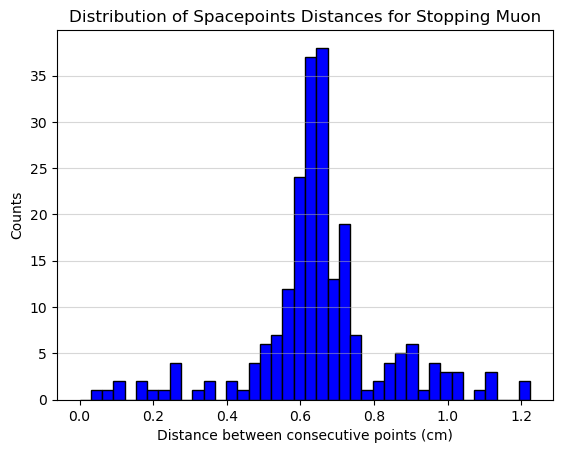 Distribution of Spacepoints Distances for Stopping Muon
35
30
25
20
15
10
5
0
Counts
0.0 0.2 0.4 0.6 0.8 1.0 1.2
Distance between consecutive points (cm)